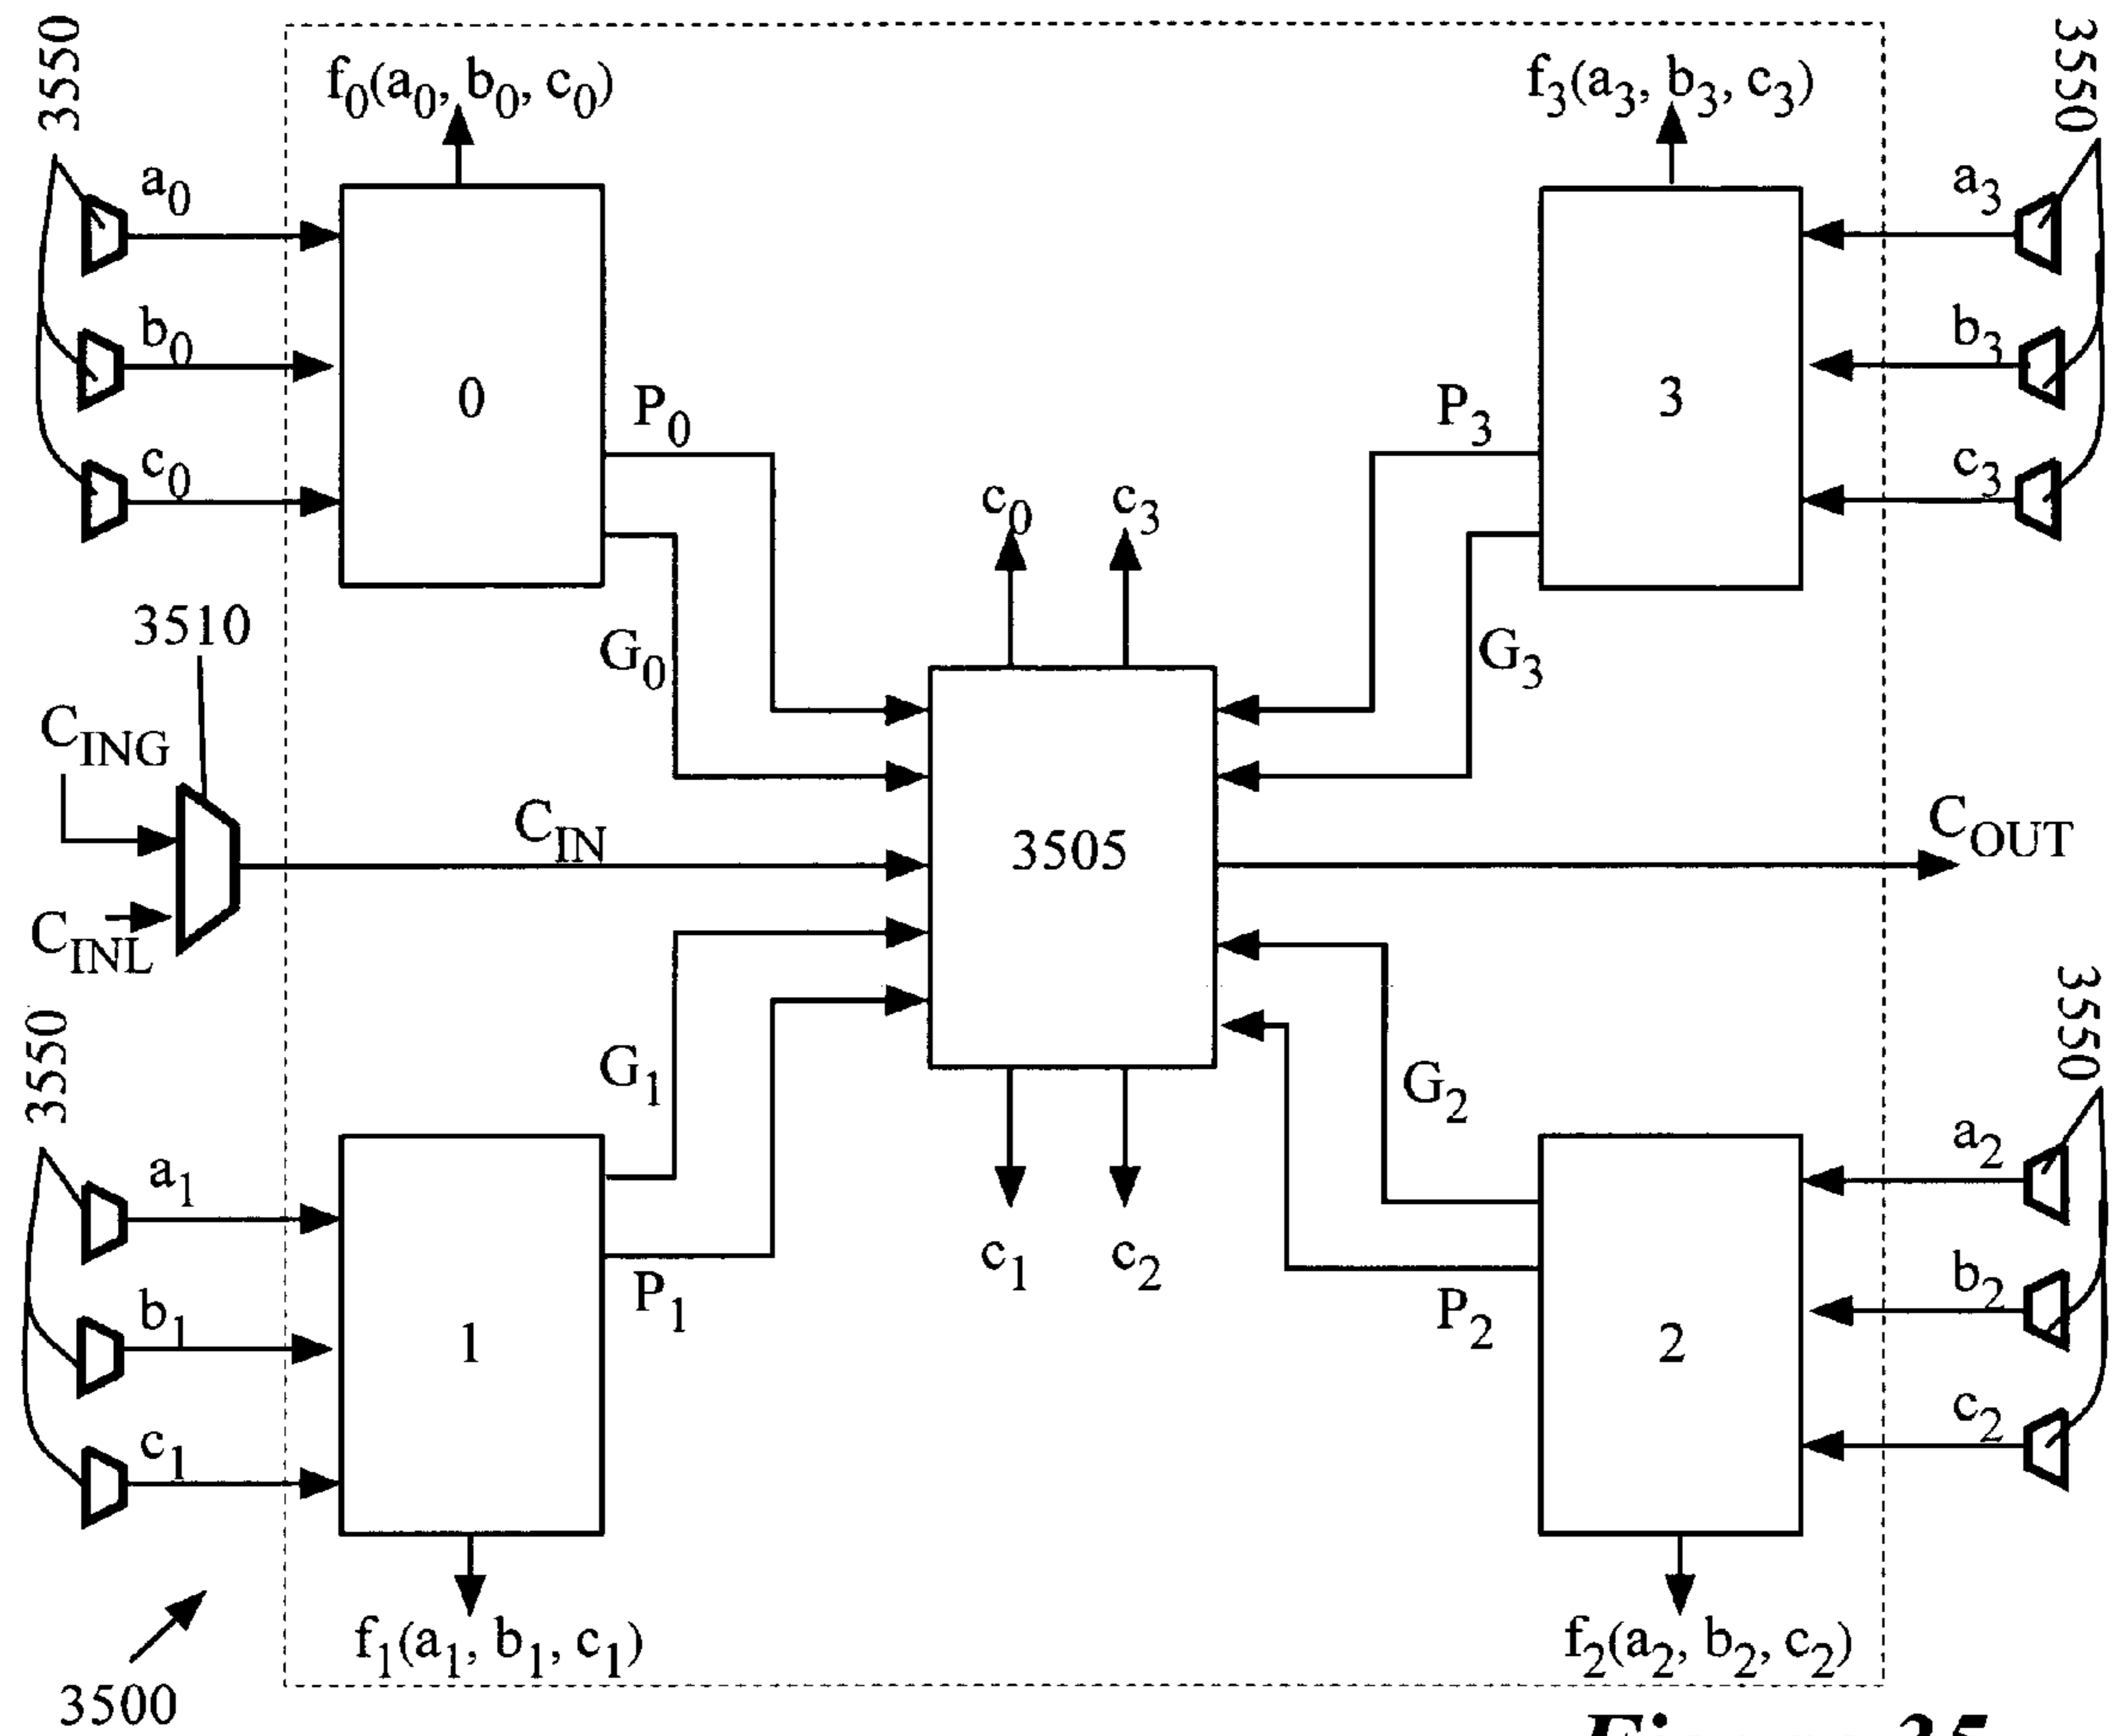 3550
3550
f0(a0, b0, c0)
f3(a3, b3, c3)
a0
a3
b0
b3
0
P0
P3
3
c0
c3
c0
c3
3510
G0
G3
CING
CIN
3505
COUT
CINL
3550
3550
G1
G2
a1
a2
c1
c2
b1
P1
P2
b2
1
2
c1
c2
f1(a1, b1, c1)
f2(a2, b2, c2)
3500